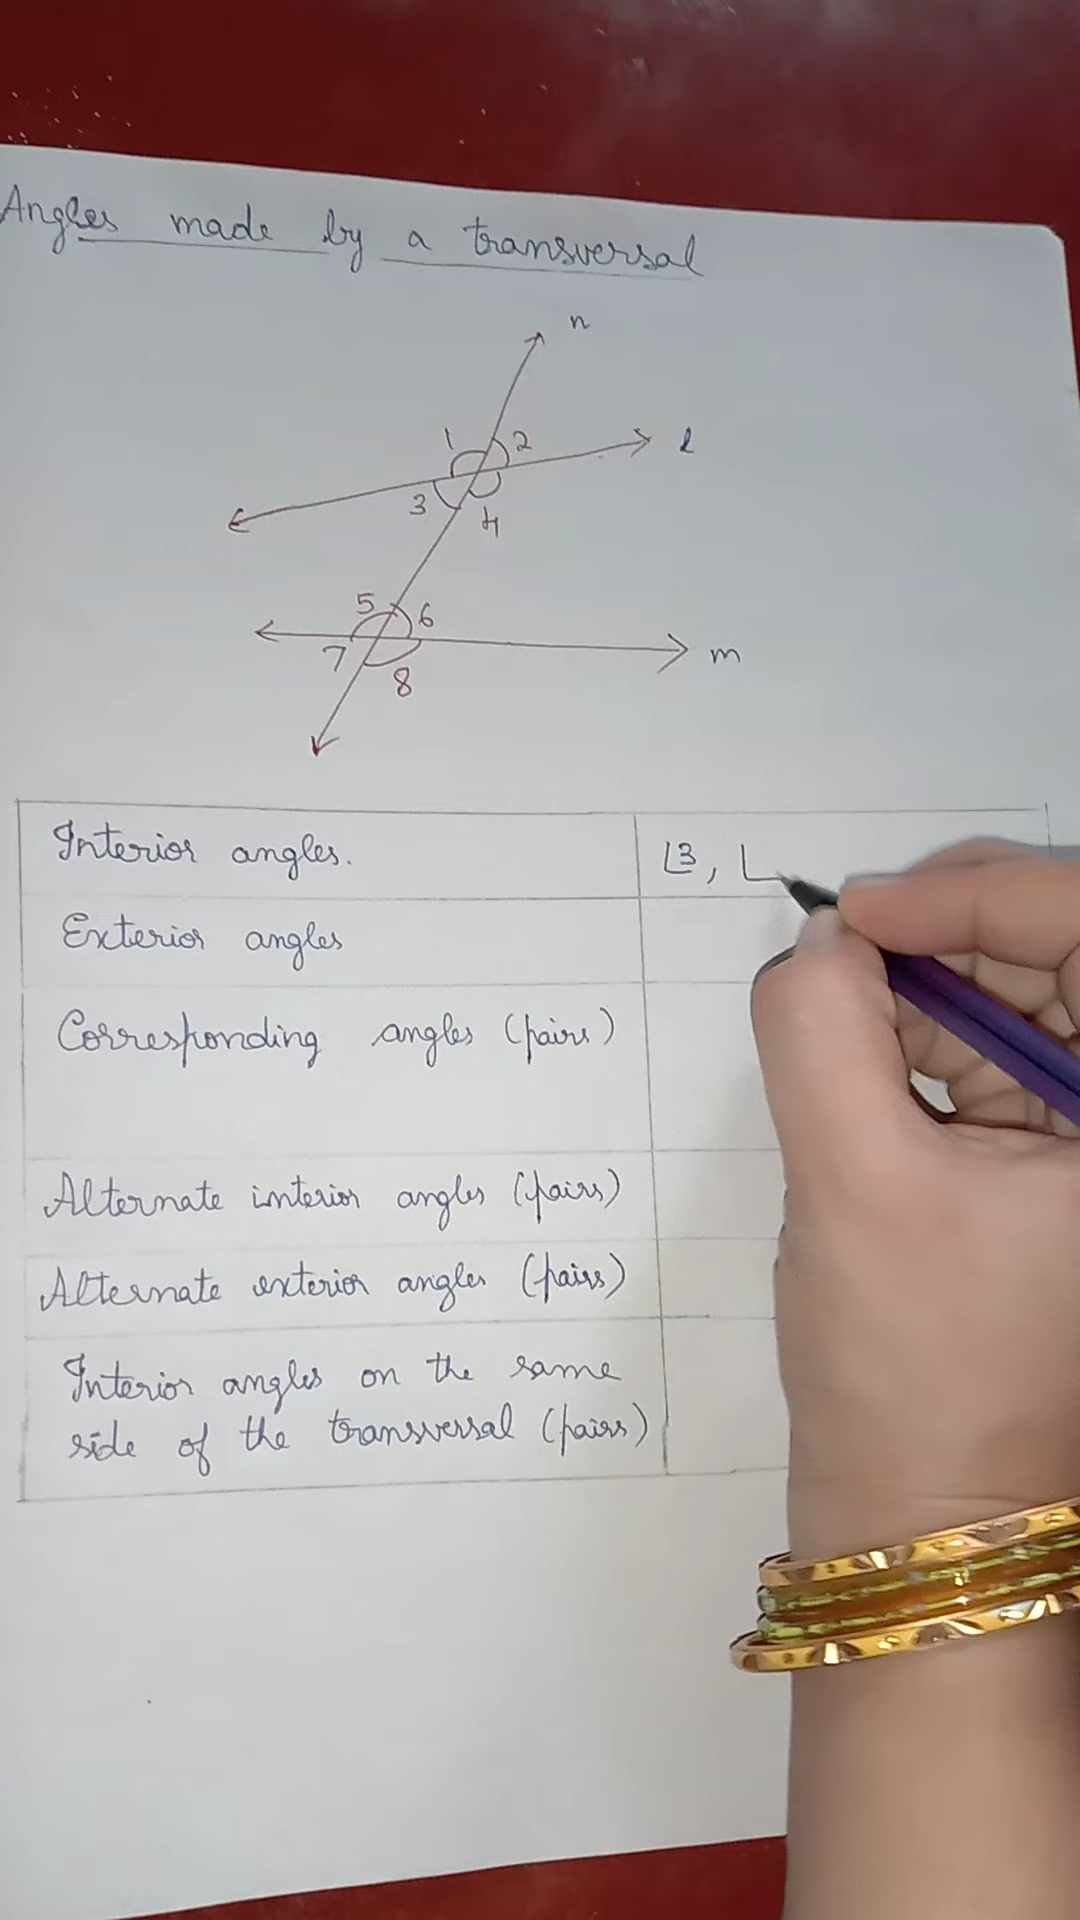 Angles made by a transversal
n
1 2 l
3 4
5 6
7 8 m
Interior angles. ∠3, ∠
Exterior angles
Corresponding angles (pairs)
Alternate interior angles (pairs)
Alternate exterior angles (pairs)
Interior angles on the same
side of the transversal (pairs)